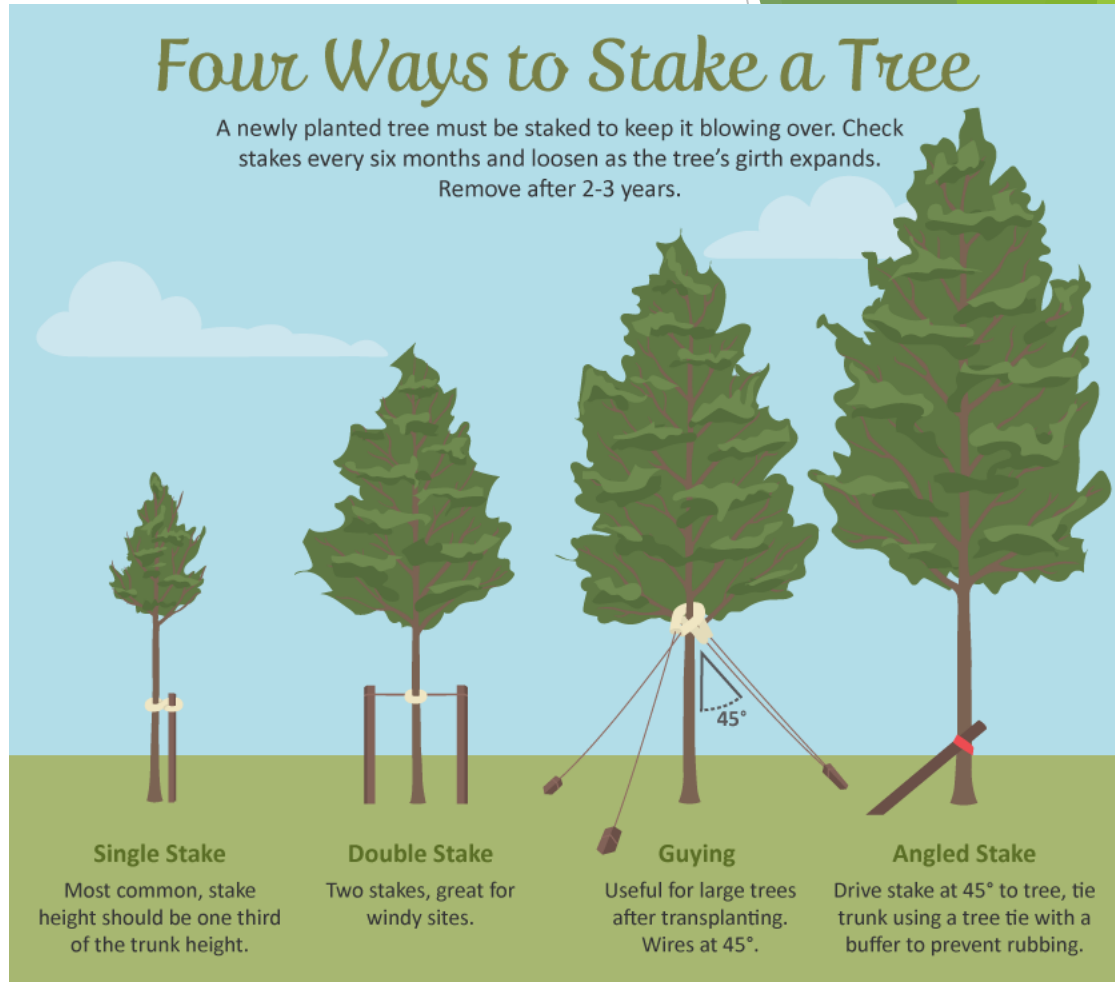 Four Ways to Stake a Tree
A newly planted tree must be staked to keep it blowing over. Check
stakes every six months and loosen as the tree's girth expands.
Remove after 2-3 years.
45°
Single Stake
Most common, stake
height should be one third
of the trunk height.
Double Stake
Two stakes, great for
windy sites.
Guying
Useful for large trees
after transplanting.
Wires at 45°.
Angled Stake
Drive stake at 45° to tree, tie
trunk using a tree tie with a
buffer to prevent rubbing.